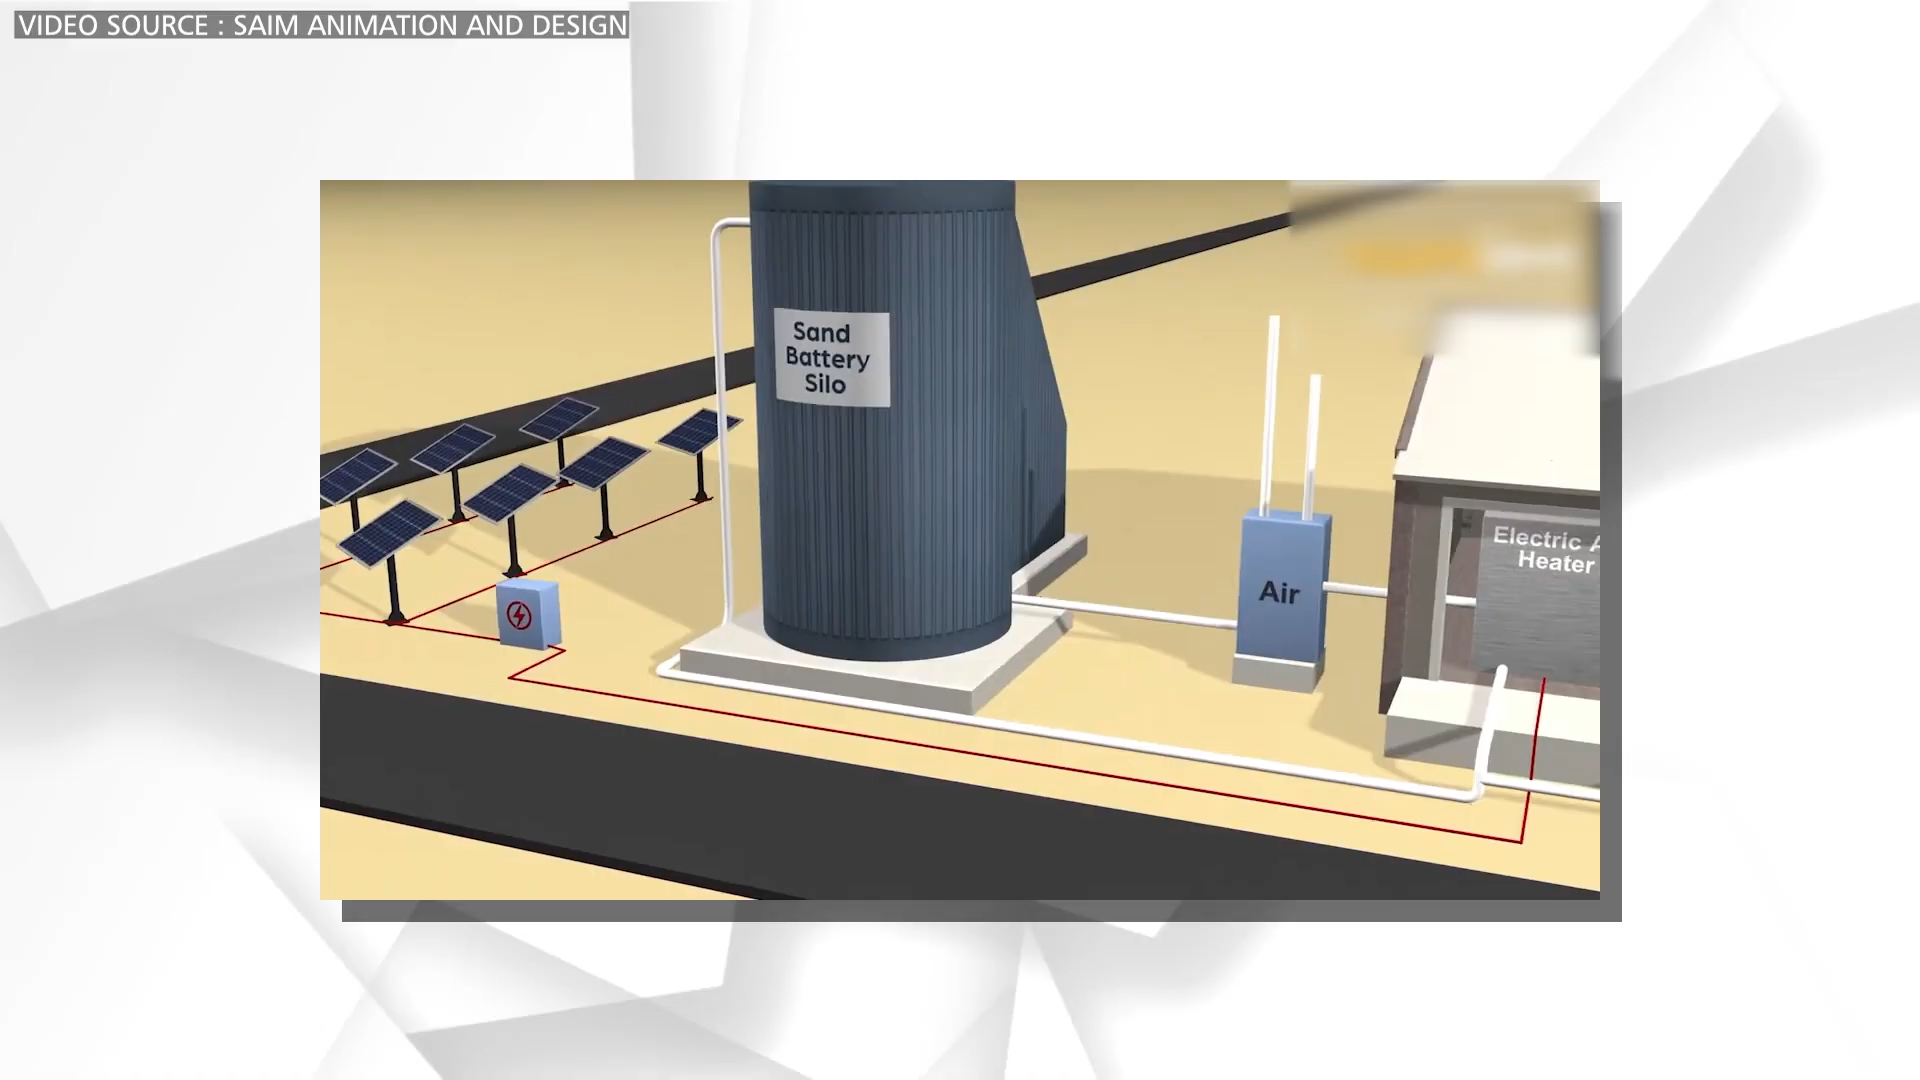 VIDEO SOURCE : SAIM ANIMATION AND DESIGN
Sand
Battery
Silo
Air
Electric A
Heater